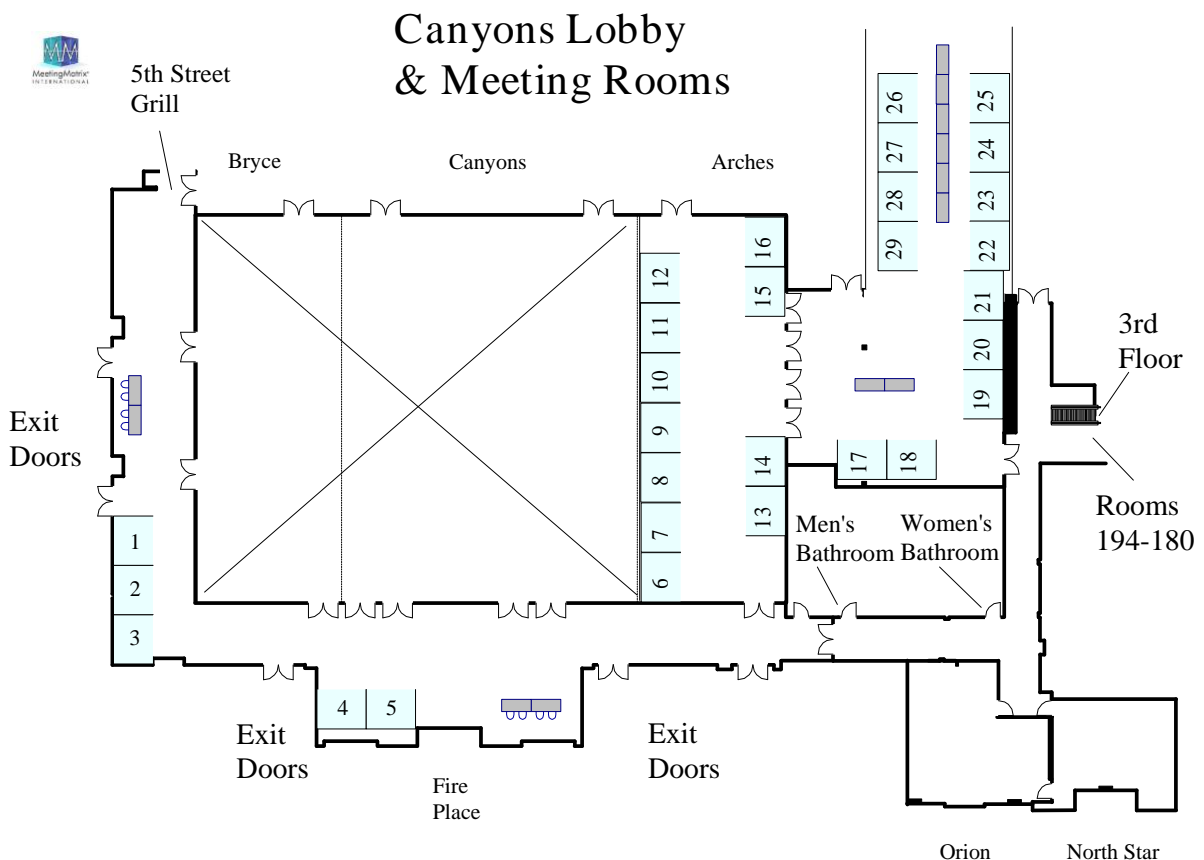 Canyons Lobby
& Meeting Rooms
MeetingMatrix
INTERNATIONAL
5th Street
Grill
Bryce
Canyons
Arches
26
25
27
24
28
23
29
22
16
12
15
21
11
20
3rd
Floor
10
19
Exit
Doors
9
14
17
18
8
13
7
6
Men's
Bathroom
Women's
Bathroom
Rooms
194-180
1
2
3
4
5
Exit
Doors
Exit
Doors
Fire
Place
Orion
North Star